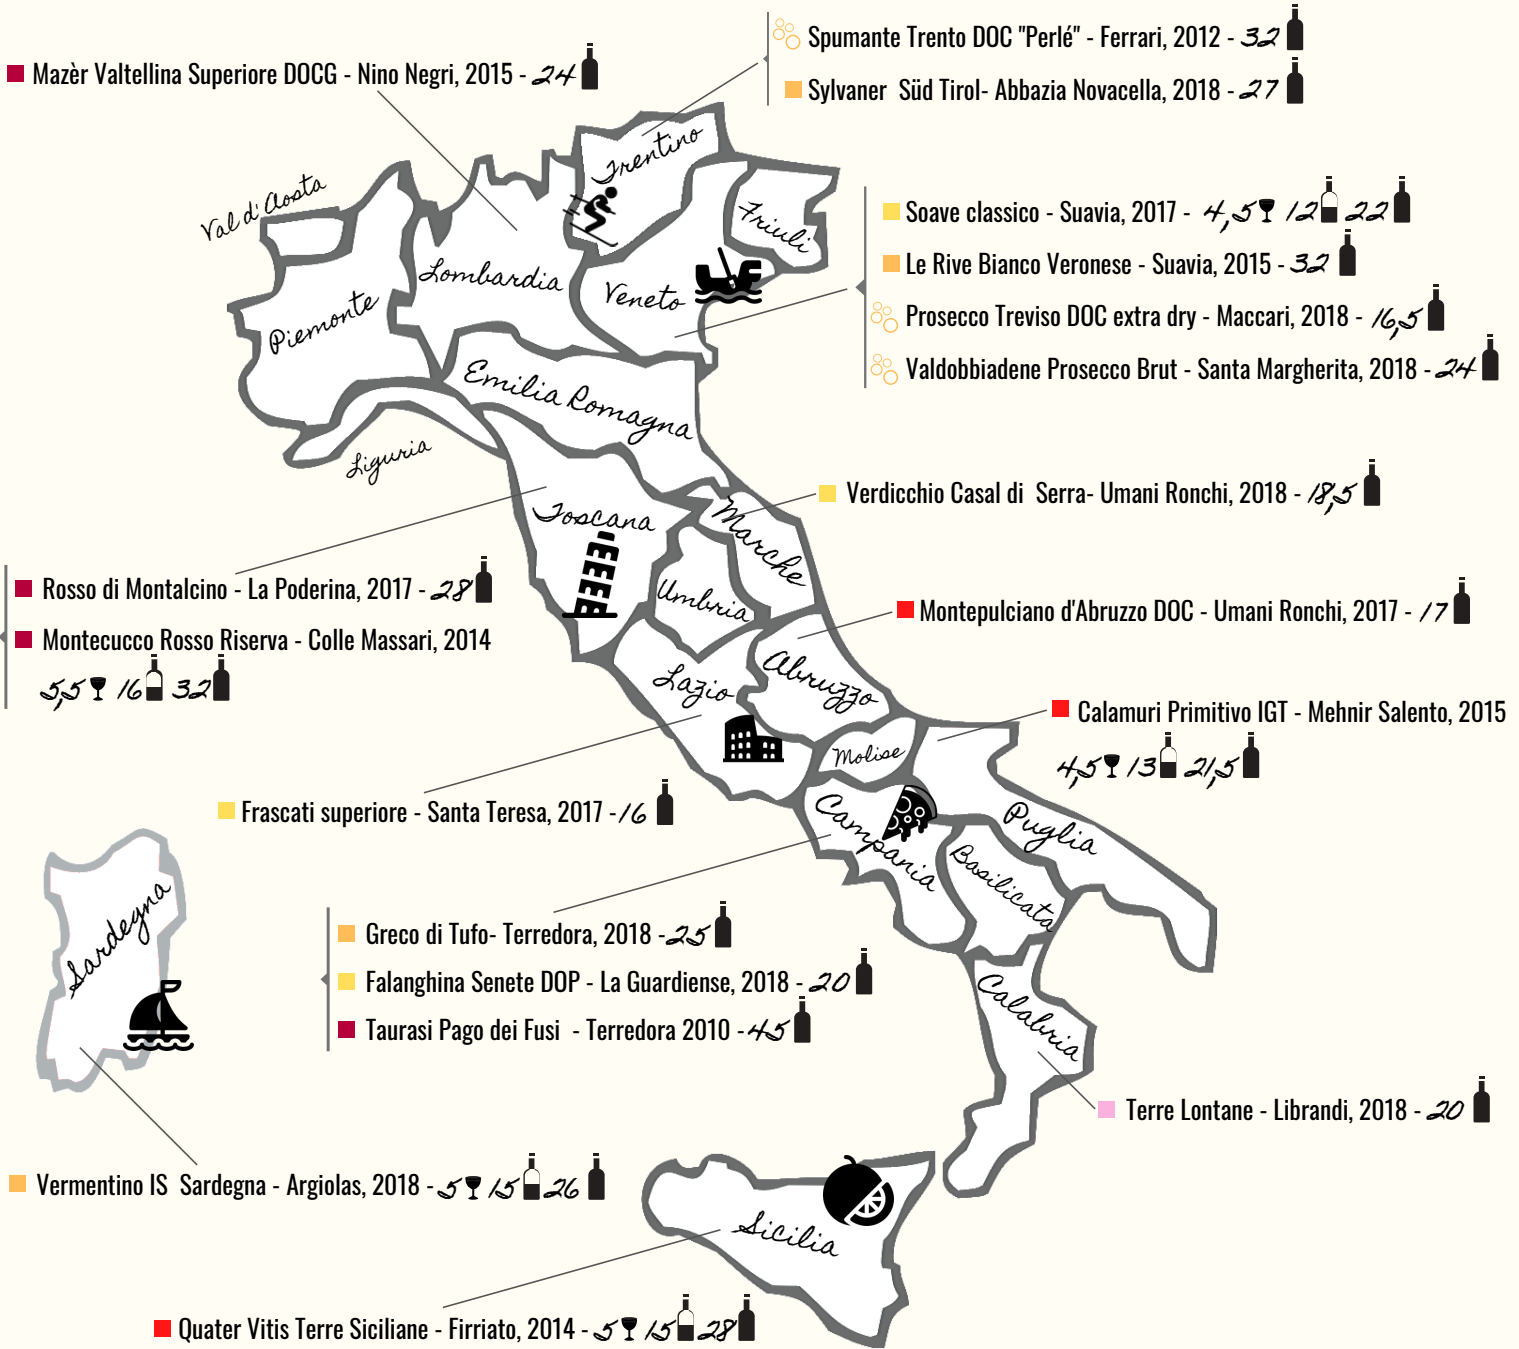 Spumante Trento DOC "Perlé" - Ferrari, 2012 - 32
Mazèr Valtellina Superiore DOCG - Nino Negri, 2015 - 24
Sylvaner Süd Tirol- Abbazia Novacella, 2018 - 27
Trentino
Val d'Aosta
Friuli
Soave classico - Suavia, 2017 - 4,5 12 22
Le Rive Bianco Veronese - Suavia, 2015 - 32
Prosecco Treviso DOC extra dry - Maccari, 2018 - 16,5
Valdobbiadene Prosecco Brut - Santa Margherita, 2018 - 24
Lombardia
Veneto
Piemonte
Emilia Romagna
Liguria
Verdicchio Casal di Serra- Umani Ronchi, 2018 - 18,5
Toscana
Marche
Rosso di Montalcino - La Poderina, 2017 - 28
Montecucco Rosso Riserva - Colle Massari, 2014
5,5 16 32
Umbria
Montepulciano d'Abruzzo DOC - Umani Ronchi, 2017 - 17
Lazio
Abruzzo
Calamuri Primitivo IGT - Mehnir Salento, 2015
4,5 13 21,5
Molise
Frascati superiore - Santa Teresa, 2017 -16
Campania
Puglia
Basilicata
Sardegna
Greco di Tufo- Terredora, 2018 -25
Falanghina Senete DOP - La Guardiense, 2018 - 20
Taurasi Pago dei Fusi - Terredora 2010 -45
Calabria
Terre Lontane - Librandi, 2018 - 20
Vermentino IS Sardegna - Argiolas, 2018 - 5 15 26
Sicilia
Quater Vitis Terre Siciliane - Firriato, 2014 - 5 15 28